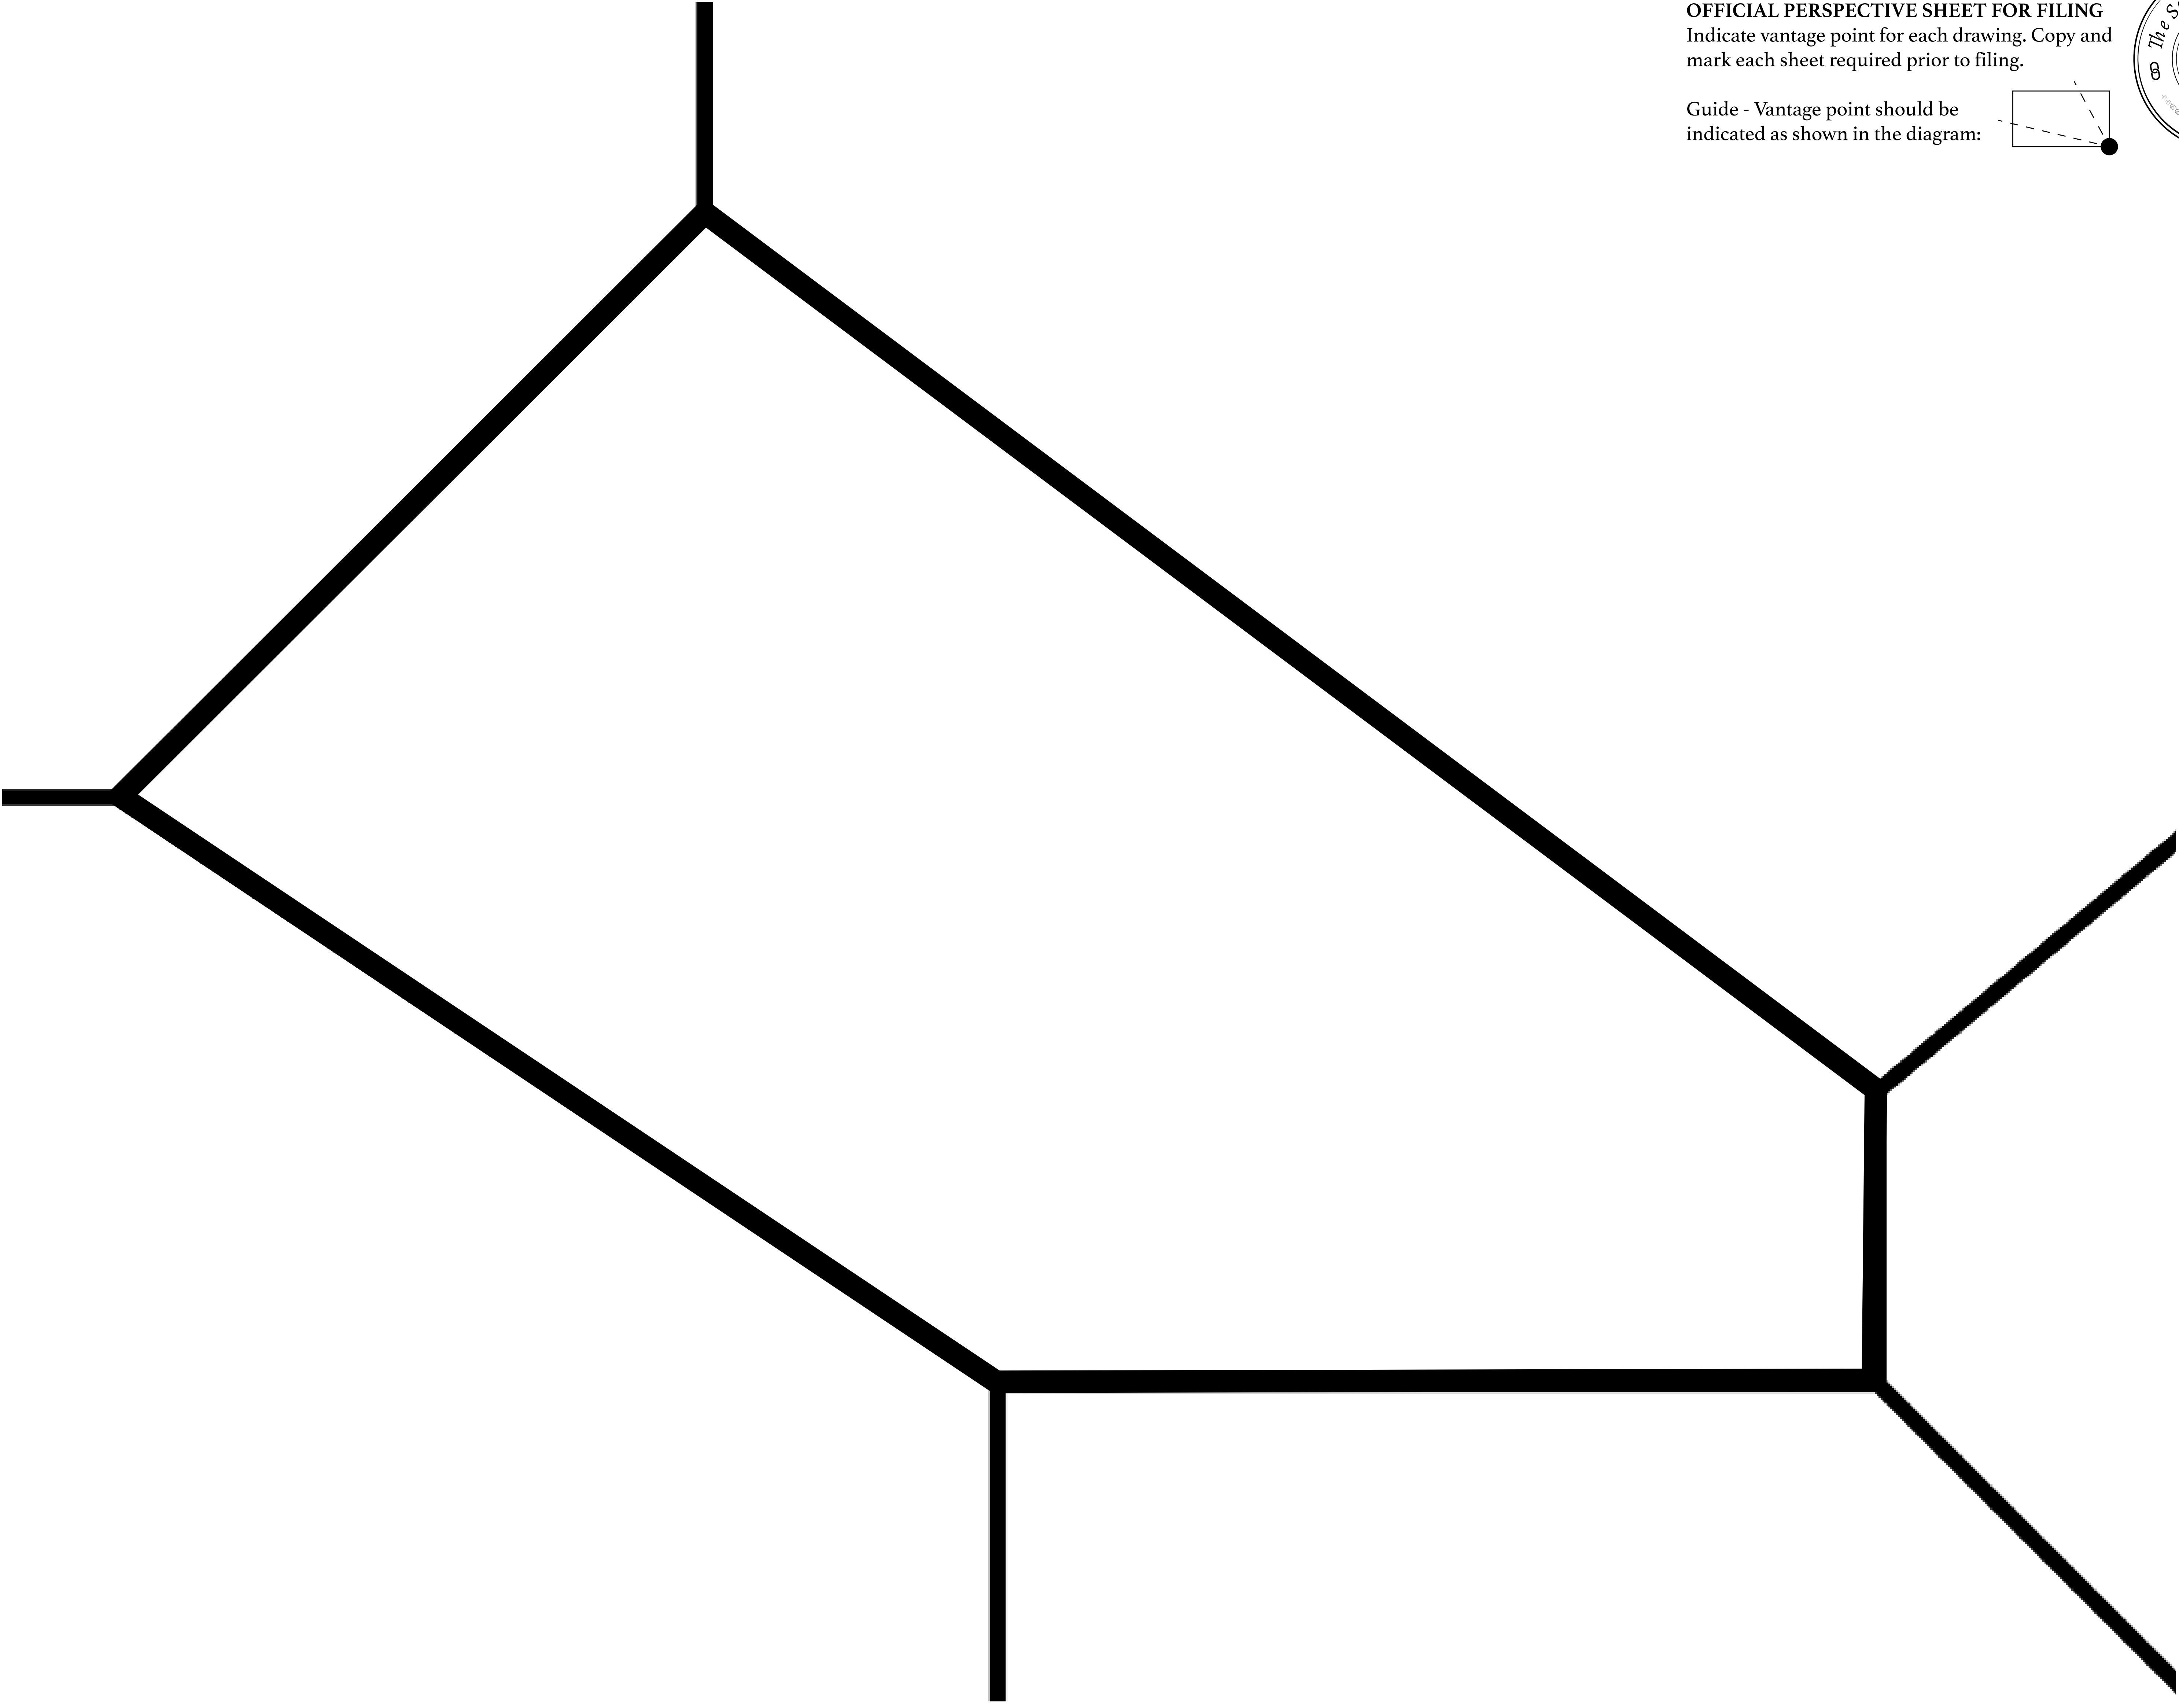 OFFICIAL PERSPECTIVE SHEET FOR FILING
Indicate vantage point for each drawing. Copy and
mark each sheet required prior to filing.
Guide - Vantage point should be
indicated as shown in the diagram:
The